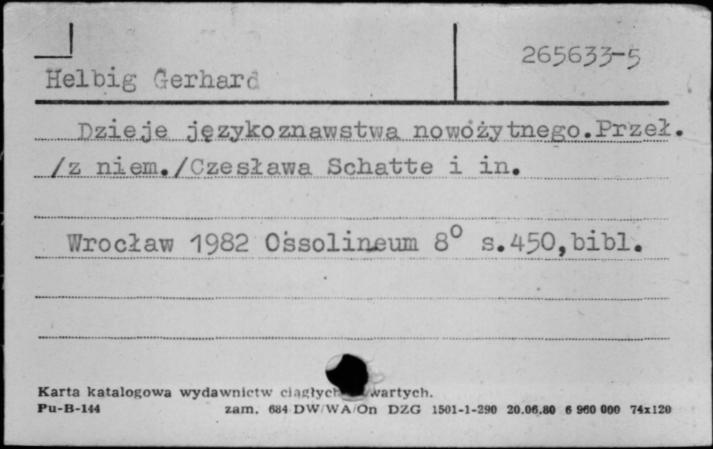 265633-5
Helbig Gerhard
Dzieje językoznawstwa nowożytnego.Przeł.
/z niem./Czesława Schatte i in.
Wrocław 1982 Ossolineum 8° s.450,bibl.
Karta katalogowa wydawnictw ciągłych wartych.
Pu-B-144 zam. 684 DW/WA/On DZG 1501-1-290 20.06.80 6 960 000 74x120